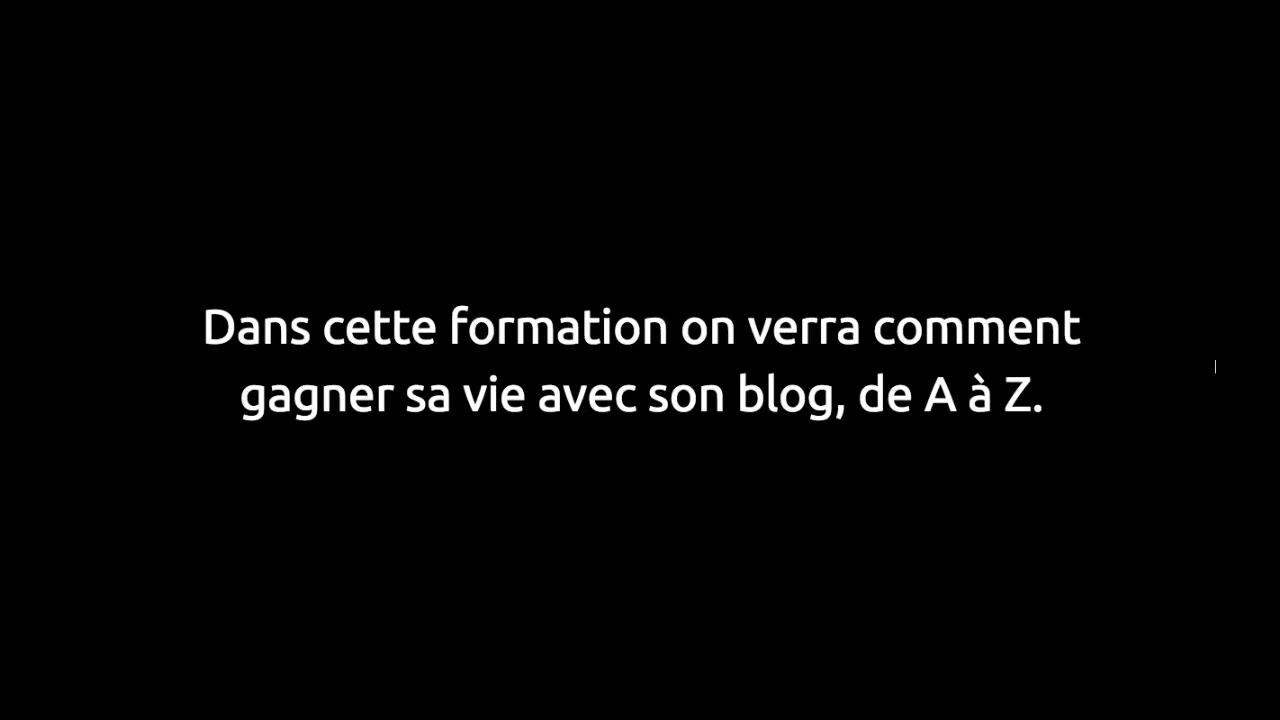 Dans cette formation on verra comment
gagner sa vie avec son blog, de A à Z.